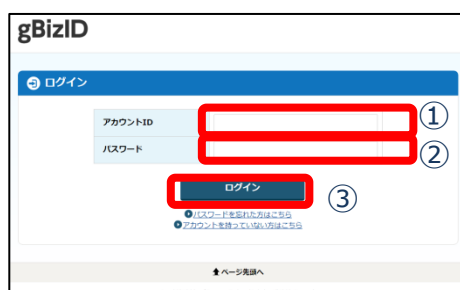 gBizID
ログイン
アカウントID ①
パスワード ②
ログイン ③
パスワードを忘れた方はこちら
アカウントを持っていない方はこちら
ページ先頭へ